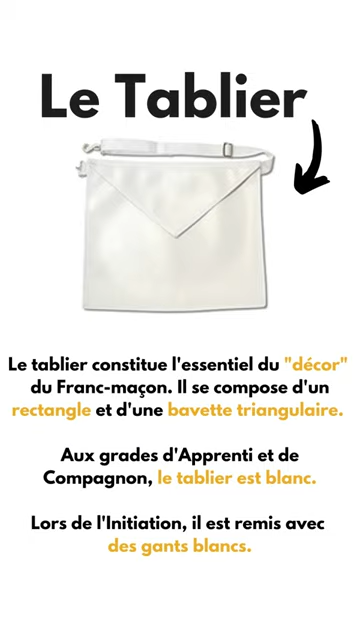 Le Tablier
Le tablier constitue l'essentiel du "décor"
du Franc-maçon. Il se compose d'un
rectangle et d'une bavette triangulaire.
Aux grades d'Apprenti et de
Compagnon, le tablier est blanc.
Lors de l'Initiation, il est remis avec
des gants blancs.